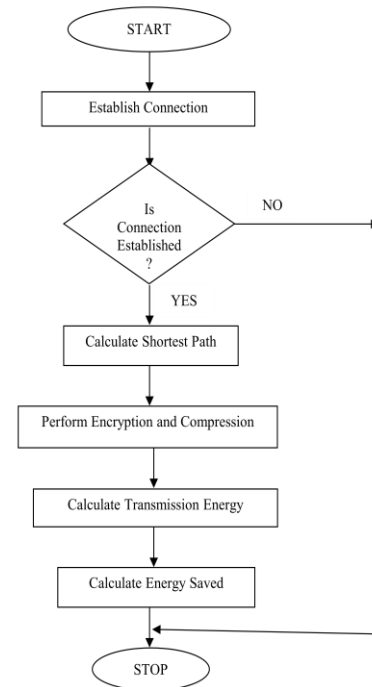 START
Establish Connection
Is
Connection
Established
?
NO
YES
Calculate Shortest Path
Perform Encryption and Compression
Calculate Transmission Energy
Calculate Energy Saved
STOP